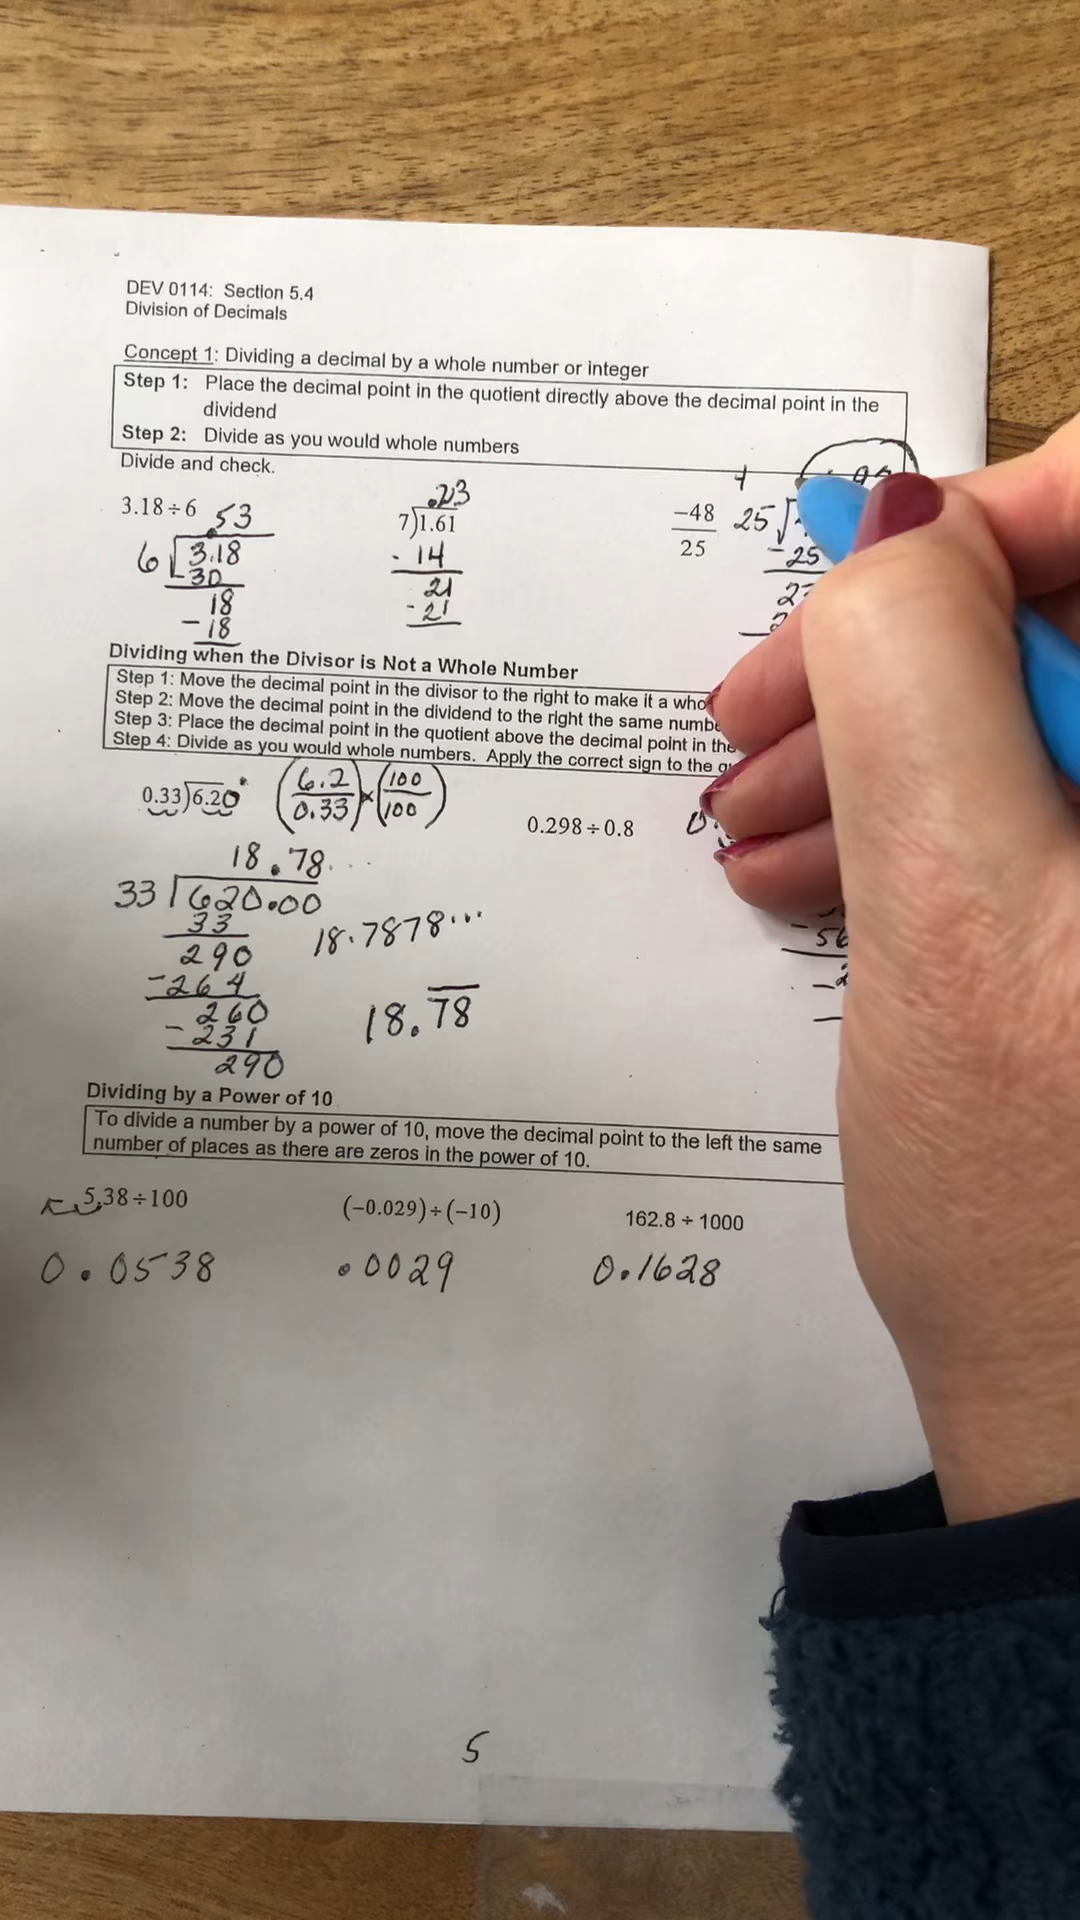 DEV 0114: Section 5.4
Division of Decimals
Concept 1: Dividing a decimal by a whole number or integer
Step 1: Place the decimal point in the quotient directly above the decimal point in the
dividend
Step 2: Divide as you would whole numbers
Divide and check.
3.18÷6
.53
6 3.18
-30
18
-18
.23
7)1.61
-14
21
-21
-48
25
25
-25
Dividing when the Divisor is Not a Whole Number
Step 1: Move the decimal point in the divisor to the right to make it a
Step 2: Move the decimal point in the dividend to the right the same
Step 3: Place the decimal point in the quotient above the decimal point in the
Step 4: Divide as you would whole numbers. Apply the correct sign to the
0.33)6.20 (6.2/0.33)×(100/100)
0.298÷0.8
18.78...
33 620.00
33
290
-264
260
-231
290
18.7878...
18.7̅8̅
Dividing by a Power of 10
To divide a number by a power of 10, move the decimal point to the left the same
number of places as there are zeros in the power of 10.
5.38÷100 (-0.029)÷(-10) 162.8÷1000
0.0538 .0029 0.1628
5